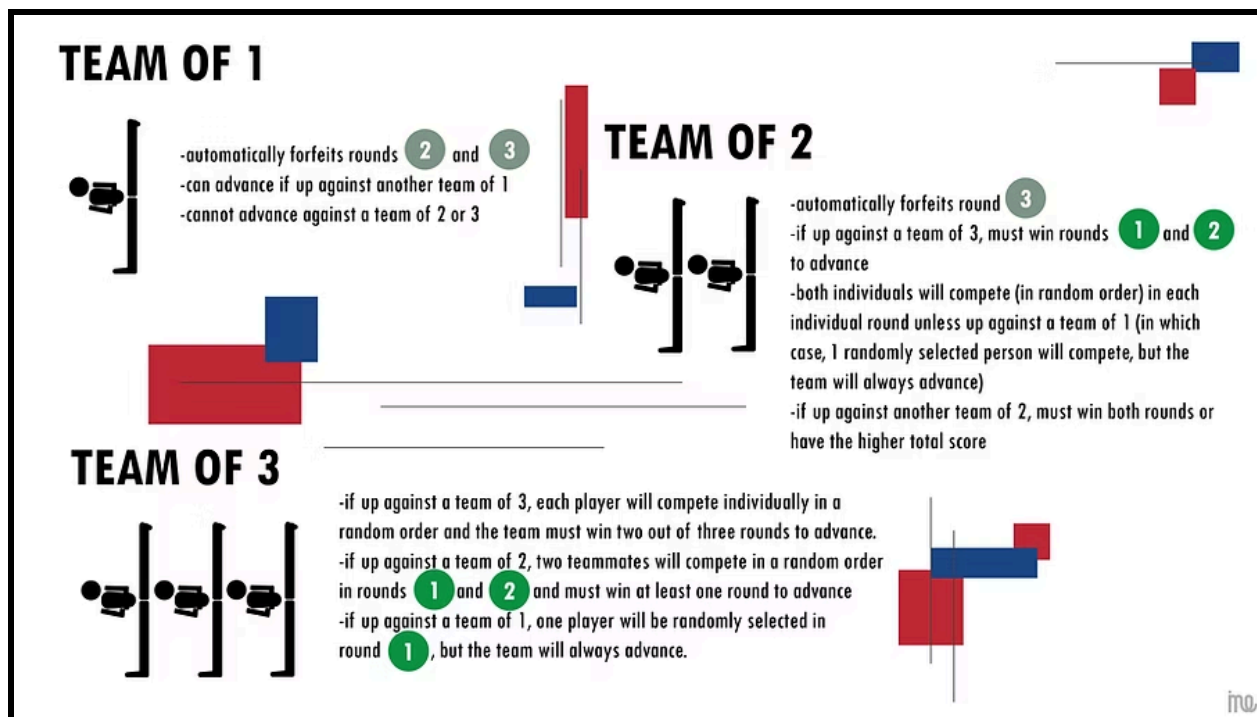 TEAM OF 1
-automatically forfeits rounds 2 and 3
-can advance if up against another team of 1
-cannot advance against a team of 2 or 3
TEAM OF 2
-automatically forfeits round 3
-if up against a team of 3, must win rounds 1 and 2
to advance
-both individuals will compete (in random order) in each
individual round unless up against a team of 1 (in which
case, 1 randomly selected person will compete, but the
team will always advance)
-if up against another team of 2, must win both rounds or
have the higher total score
TEAM OF 3
-if up against a team of 3, each player will compete individually in a
random order and the team must win two out of three rounds to advance.
-if up against a team of 2, two teammates will compete in a random order
in rounds 1 and 2 and must win at least one round to advance
-if up against a team of 1, one player will be randomly selected in
round 1, but the team will always advance.